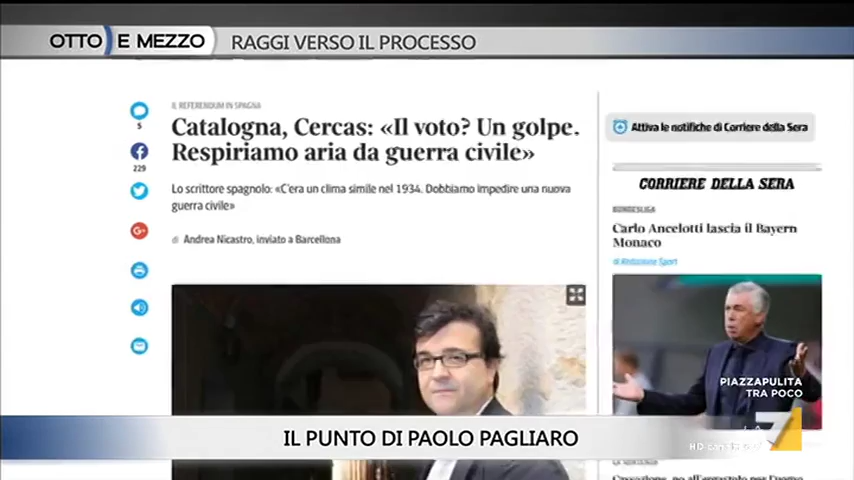 OTTO E MEZZO
RAGGI VERSO IL PROCESSO
IL REFERENDUM IN SPAGNA
Catalogna, Cercas: «Il voto? Un golpe.
Respiriamo aria da guerra civile»
Lo scrittore spagnolo: «C'era un clima simile nel 1934. Dobbiamo impedire una nuova
guerra civile»
di Andrea Nicastro, inviato a Barcellona
5
229
Attiva le notifiche di Corriere della Sera
CORRIERE DELLA SERA
BUNDESLIGA
Carlo Ancelotti lascia il Bayern
Monaco
di Redazione Sport
PIAZZAPULITA
TRA POCO
LA 7
IL PUNTO DI PAOLO PAGLIARO